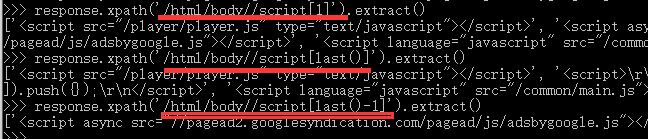 >>> response.xpath('/html/body//script[1]').extract()
['<script src="/player/player.js" type="text/javascript"></script>', '<script asy
/pagead/js/adsbygoogle.js"></script>', '<script language="javascript" src="/commo
>>> response.xpath('/html/body//script[last()]').extract()
['<script src="/player/player.js" type="text/javascript"></script>', '<script>\r\
]).push({});\r\n</script>', '<script language="javascript" src="/common/main.js">
>>> response.xpath('/html/body//script[last()-1]').extract()
['<script async src="//pagead2.googlesyndication.com/pagead/js/adsbygoogle.js"></
>>>